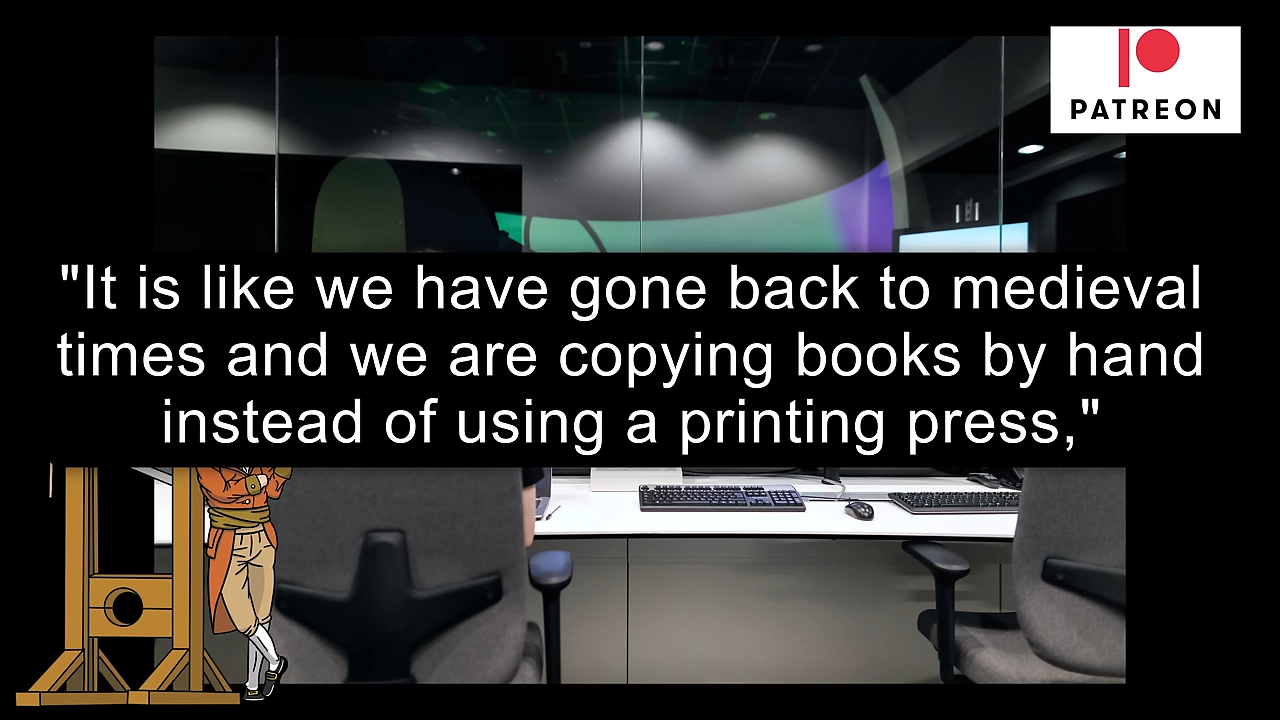 PATREON
"It is like we have gone back to medieval
times and we are copying books by hand
instead of using a printing press,"